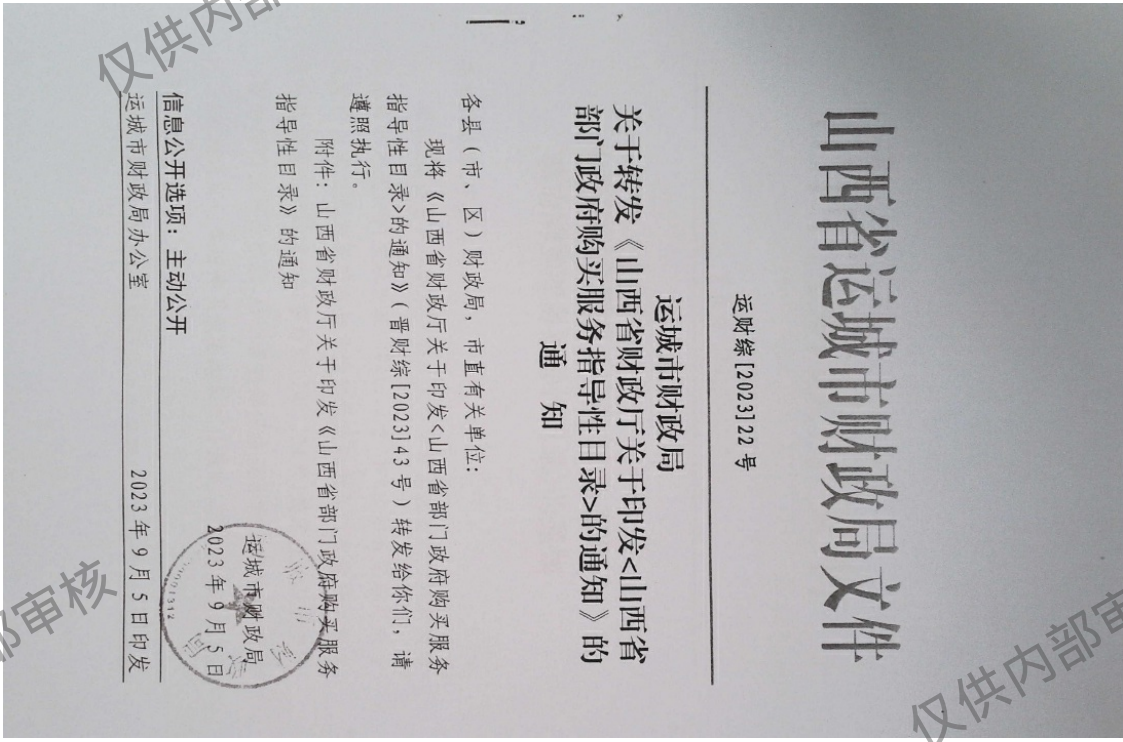 山西省运城市财政局文件
运财综[2023]22号
运城市财政局
关于转发《山西省财政厅关于印发<山西省
部门政府购买服务指导性目录>的通知》的
通 知
各县（市、区）财政局，市直有关单位：
现将《山西省财政厅关于印发<山西省部门政府购买服务
指导性目录>的通知》（晋财综[2023]43号）转发给你们，请
遵照执行。
附件：山西省财政厅关于印发《山西省部门政府购买服务
指导性目录》的通知
运城市财政局
2023年9月5日
信息公开选项：主动公开
运城市财政局办公室 2023年9月5日印发
仅供内部
部审核
仅供内部审